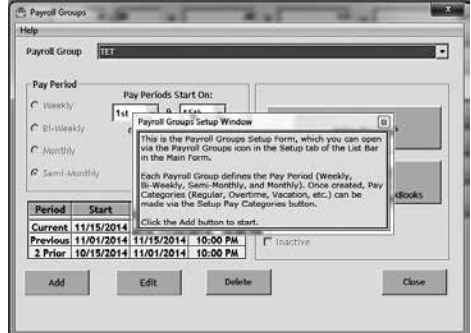 Payroll Groups
Help
Payroll Group TET
Pay Period
Pay Periods Start On:
Weekly
1st
Bi-Weekly
Monthly
Semi-Monthly
Payroll Groups Setup Window
This is the Payroll Groups Setup Form, which you can open
via the Payroll Groups icon in the Setup tab of the List Bar
in the Main Form.
Each Payroll Group defines the Pay Period (Weekly,
Bi-Weekly, Semi-Monthly, and Monthly). Once created, Pay
Categories (Regular, Overtime, Vacation, etc.) can be
made via the Setup Pay Categories button.
Click the Add button to start.
Books
Period Start
Current 11/15/2014
Previous 11/01/2014 11/15/2014 10:00 PM
2 Prior 10/15/2014 11/01/2014 10:00 PM
Inactive
Add Edit Delete Close